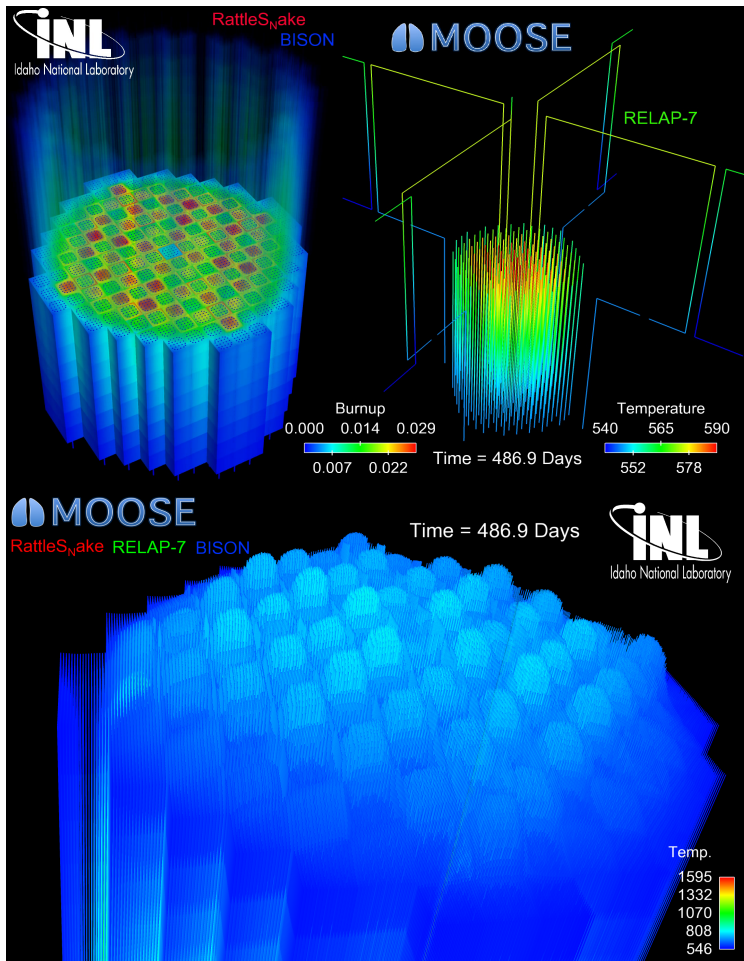 RattleSNake
BISON
INL
Idaho National Laboratory
MOOSE
RELAP-7
Burnup
0.000 0.014 0.029
0.007 0.022
Time = 486.9 Days
Temperature
540 565 590
552 578
MOOSE
RattleSNake RELAP-7 BISON
Time = 486.9 Days
INL
Idaho National Laboratory
Temp.
1595
1332
1070
808
546